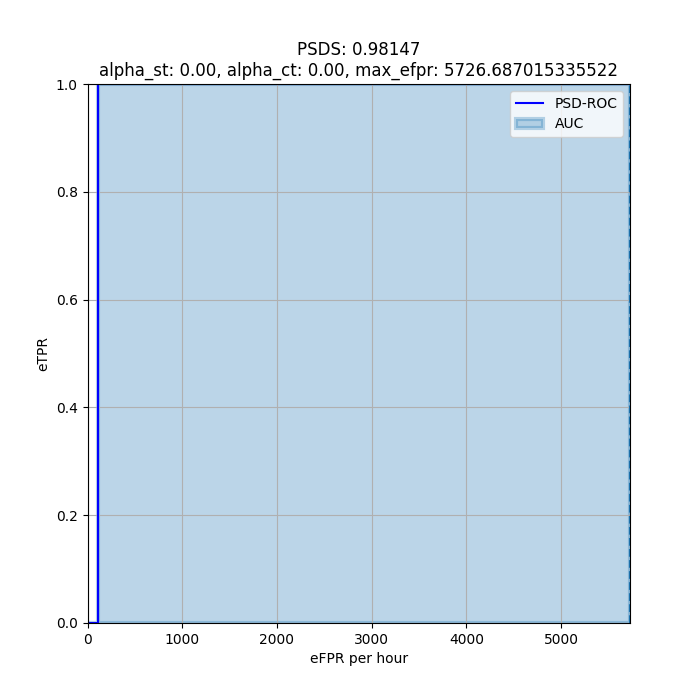 PSDS: 0.98147
alpha_st: 0.00, alpha_ct: 0.00, max_efpr: 5726.687015335522
PSD-ROC
AUC
1.0
0.8
0.6
0.4
0.2
0.0
eTPR
0 1000 2000 3000 4000 5000
eFPR per hour